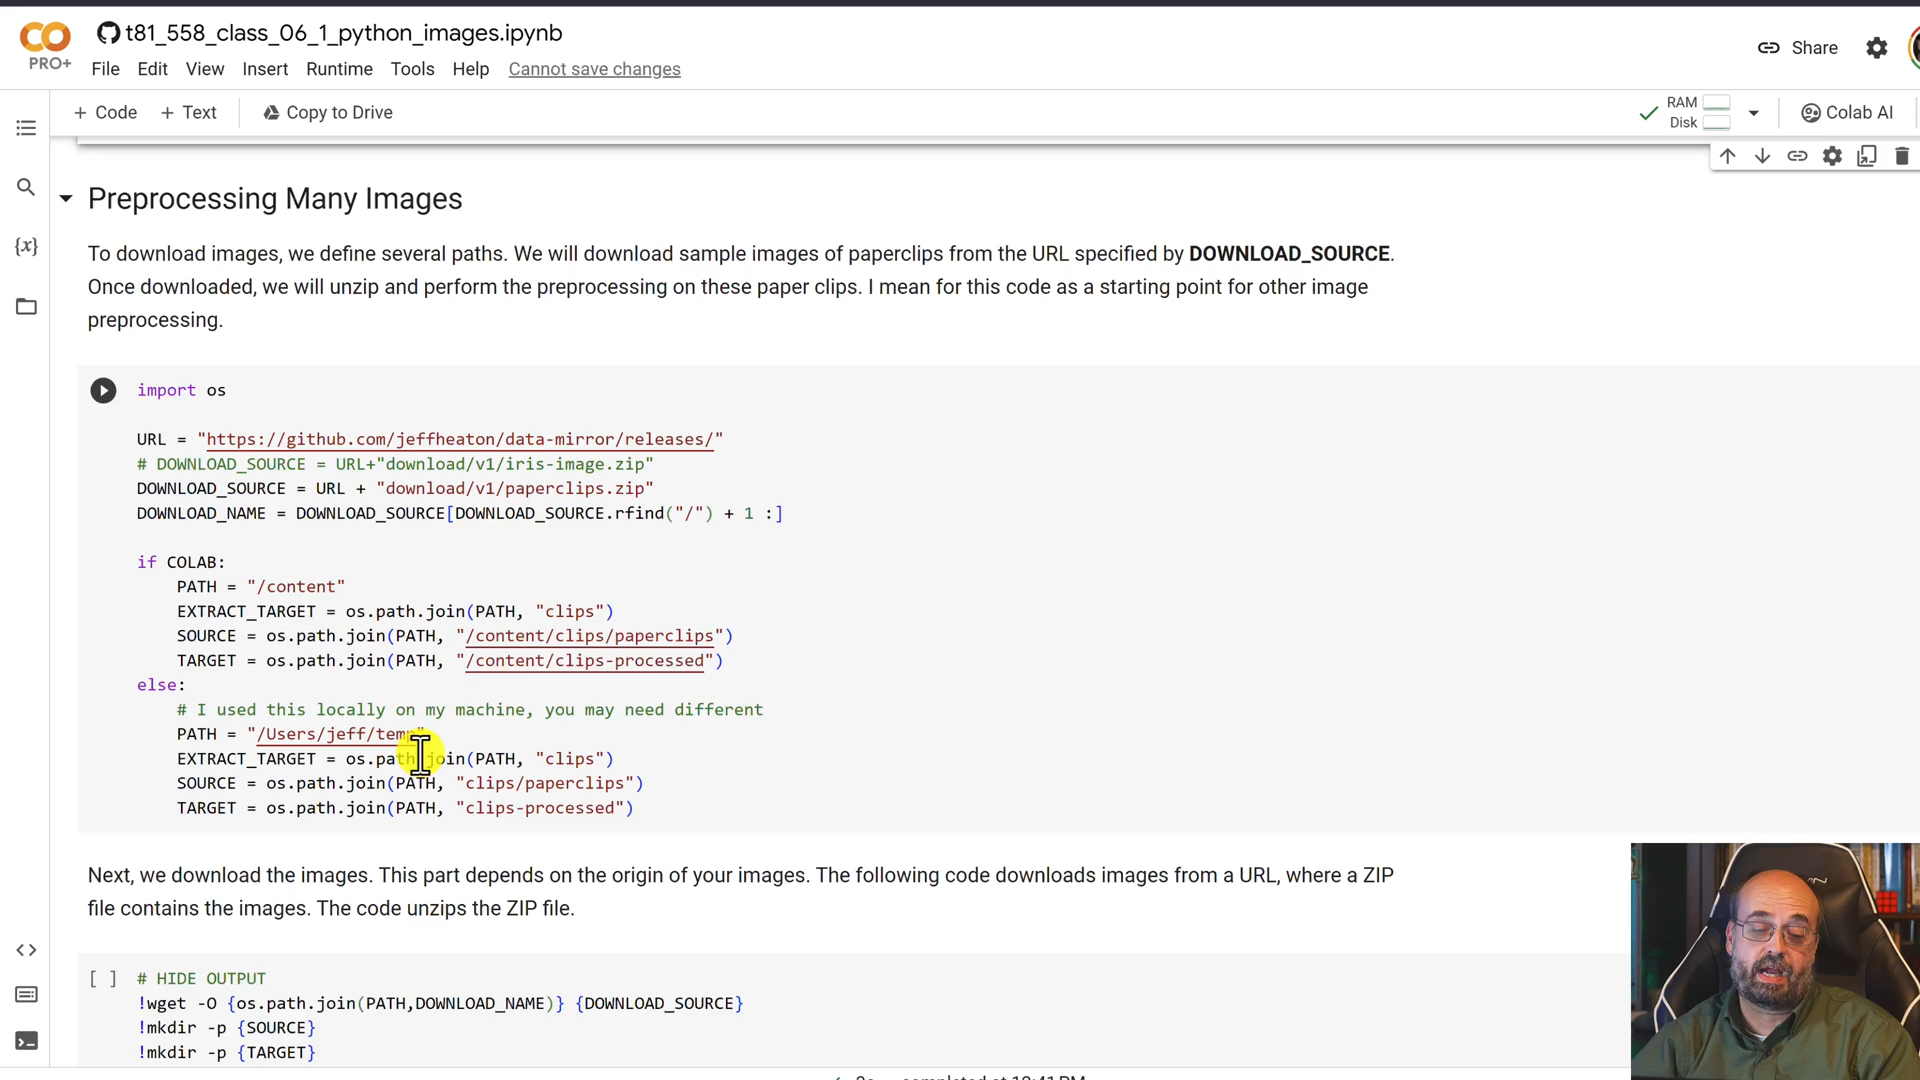 t81_558_class_06_1_python_images.ipynb
PRO+
File Edit View Insert Runtime Tools Help Cannot save changes
Share
+ Code + Text Copy to Drive
RAM
Disk
Colab AI
{x}
Preprocessing Many Images
To download images, we define several paths. We will download sample images of paperclips from the URL specified by DOWNLOAD_SOURCE.
Once downloaded, we will unzip and perform the preprocessing on these paper clips. I mean for this code as a starting point for other image
preprocessing.
import os
URL = "https://github.com/jeffheaton/data-mirror/releases/"
# DOWNLOAD_SOURCE = URL+"download/v1/iris-image.zip"
DOWNLOAD_SOURCE = URL + "download/v1/paperclips.zip"
DOWNLOAD_NAME = DOWNLOAD_SOURCE[DOWNLOAD_SOURCE.rfind("/") + 1 :]
if COLAB:
PATH = "/content"
EXTRACT_TARGET = os.path.join(PATH, "clips")
SOURCE = os.path.join(PATH, "/content/clips/paperclips")
TARGET = os.path.join(PATH, "/content/clips-processed")
else:
# I used this locally on my machine, you may need different
PATH = "/Users/jeff/temp"
EXTRACT_TARGET = os.path.join(PATH, "clips")
SOURCE = os.path.join(PATH, "clips/paperclips")
TARGET = os.path.join(PATH, "clips-processed")
Next, we download the images. This part depends on the origin of your images. The following code downloads images from a URL, where a ZIP
file contains the images. The code unzips the ZIP file.
[ ] # HIDE OUTPUT
!wget -O {os.path.join(PATH,DOWNLOAD_NAME)} {DOWNLOAD_SOURCE}
!mkdir -p {SOURCE}
!mkdir -p {TARGET}